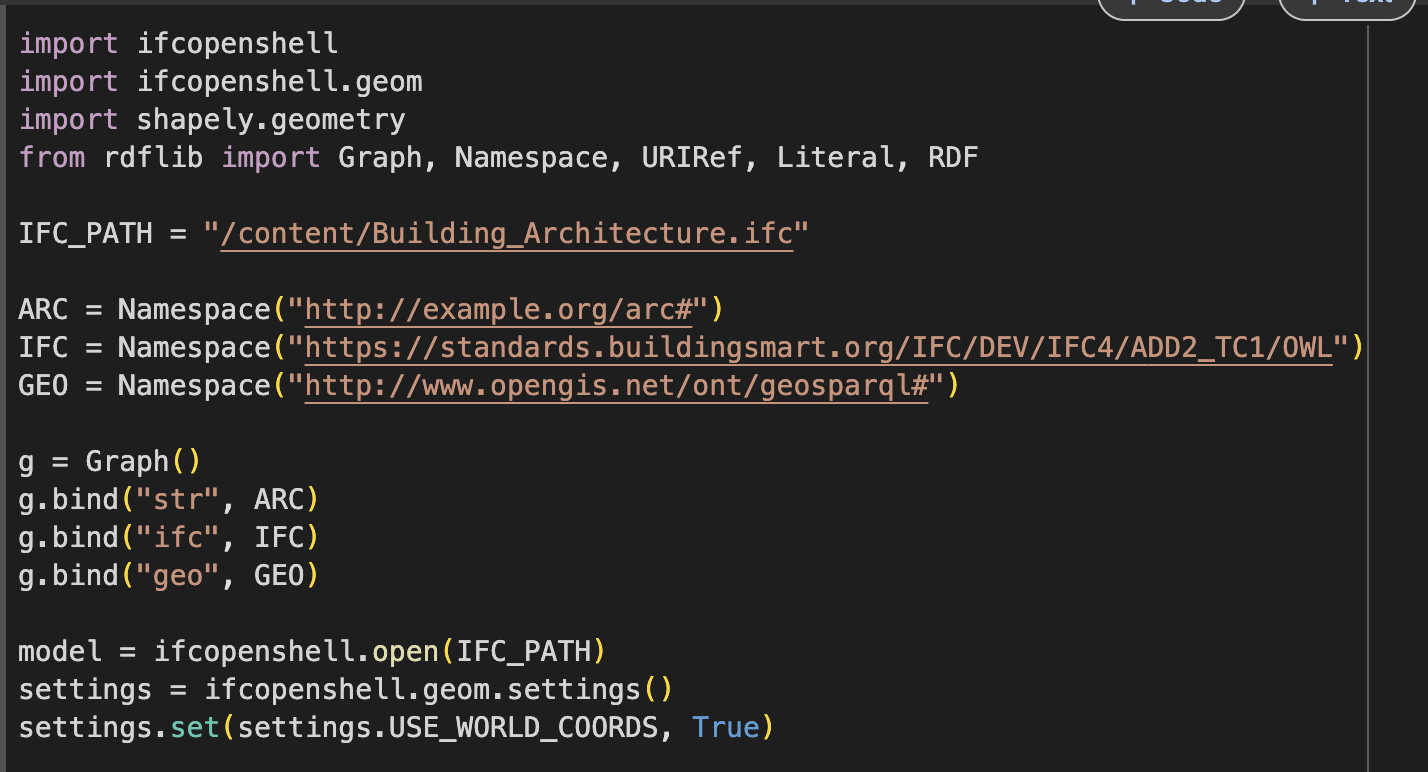 Code Text
import ifcopenshell
import ifcopenshell.geom
import shapely.geometry
from rdflib import Graph, Namespace, URIRef, Literal, RDF
IFC_PATH = "/content/Building_Architecture.ifc"
ARC = Namespace("http://example.org/arc#")
IFC = Namespace("https://standards.buildingsmart.org/IFC/DEV/IFC4/ADD2_TC1/OWL")
GEO = Namespace("http://www.opengis.net/ont/geosparql#")
g = Graph()
g.bind("str", ARC)
g.bind("ifc", IFC)
g.bind("geo", GEO)
model = ifcopenshell.open(IFC_PATH)
settings = ifcopenshell.geom.settings()
settings.set(settings.USE_WORLD_COORDS, True)